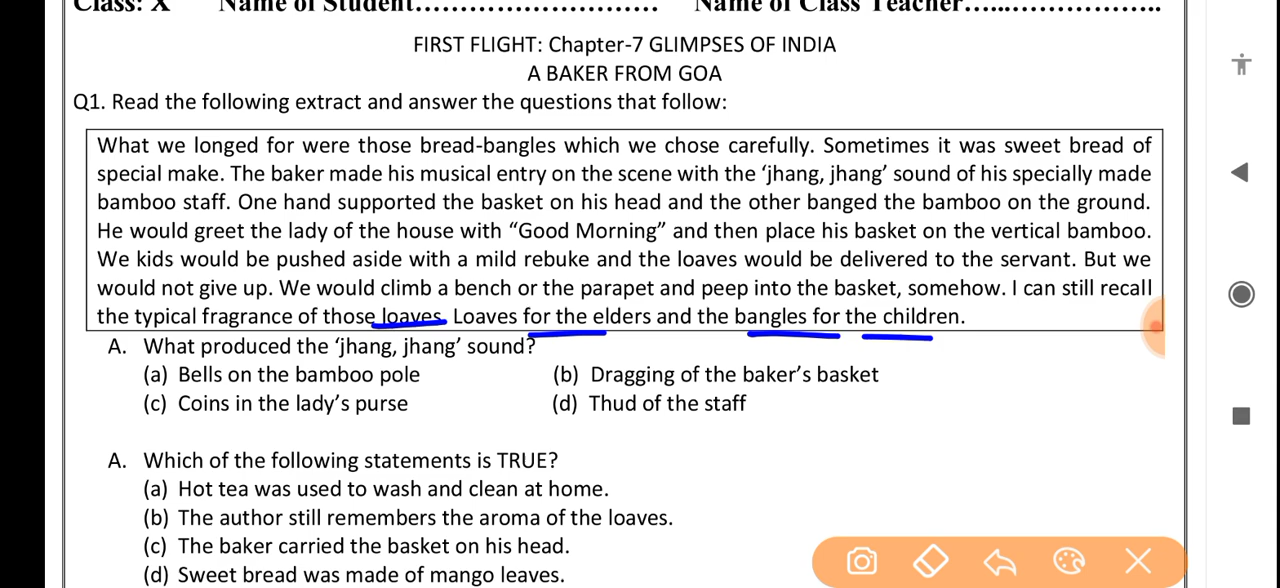 Class: X Name of Student............................ Name of Class Teacher.........................
FIRST FLIGHT: Chapter-7 GLIMPSES OF INDIA
A BAKER FROM GOA
Q1. Read the following extract and answer the questions that follow:
What we longed for were those bread-bangles which we chose carefully. Sometimes it was sweet bread of
special make. The baker made his musical entry on the scene with the ‘jhang, jhang’ sound of his specially made
bamboo staff. One hand supported the basket on his head and the other banged the bamboo on the ground.
He would greet the lady of the house with “Good Morning” and then place his basket on the vertical bamboo.
We kids would be pushed aside with a mild rebuke and the loaves would be delivered to the servant. But we
would not give up. We would climb a bench or the parapet and peep into the basket, somehow. I can still recall
the typical fragrance of those loaves. Loaves for the elders and the bangles for the children.
A. What produced the ‘jhang, jhang’ sound?
(a) Bells on the bamboo pole (b) Dragging of the baker’s basket
(c) Coins in the lady’s purse (d) Thud of the staff
A. Which of the following statements is TRUE?
(a) Hot tea was used to wash and clean at home.
(b) The author still remembers the aroma of the loaves.
(c) The baker carried the basket on his head.
(d) Sweet bread was made of mango leaves.